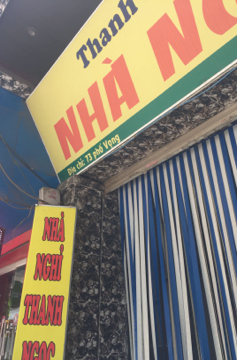 Thanh
NHÀ NG
Địa chỉ: 73 phố Vọng
NHÀ
NGHỈ
THANH
NGỌC